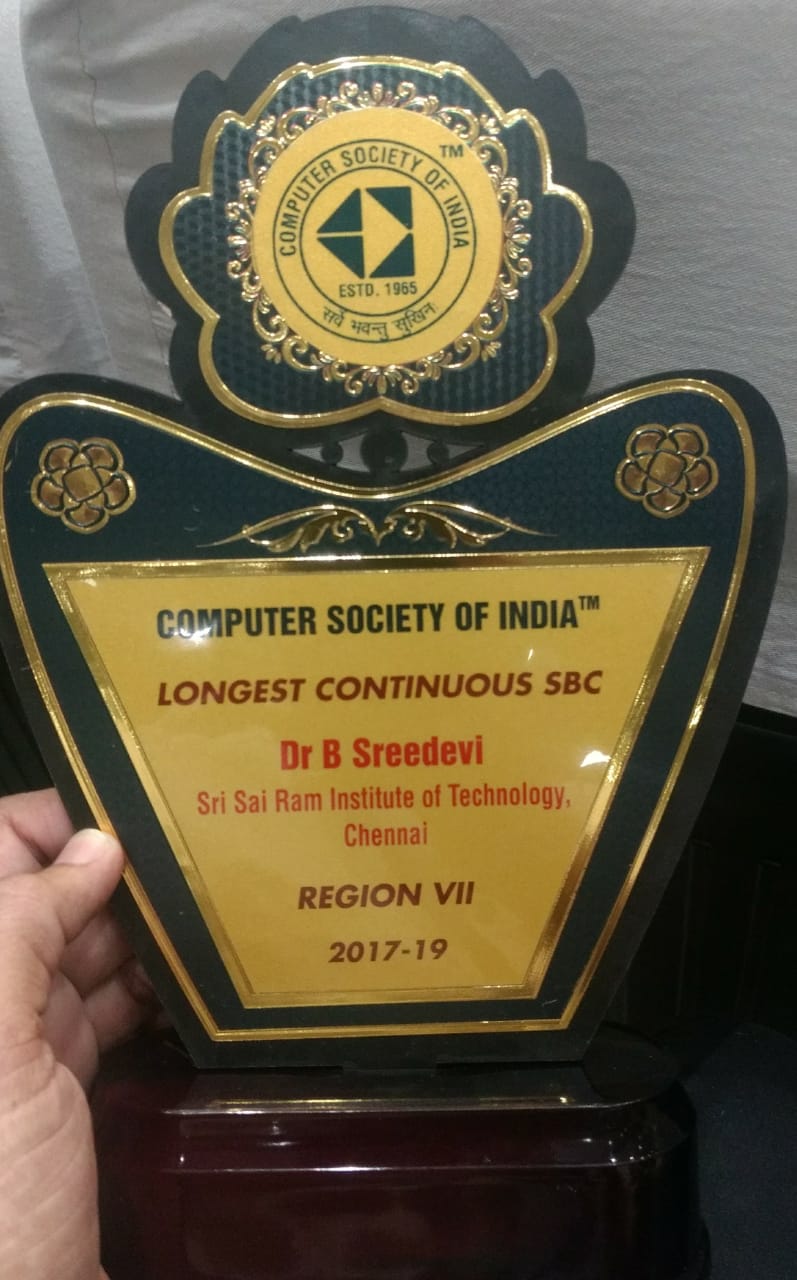 COMPUTER SOCIETY OF INDIA
TM
ESTD. 1965
सर्वे भवन्तु सुखिनः
COMPUTER SOCIETY OF INDIA™
LONGEST CONTINUOUS SBC
Dr B Sreedevi
Sri Sai Ram Institute of Technology,
Chennai
REGION VII
2017-19